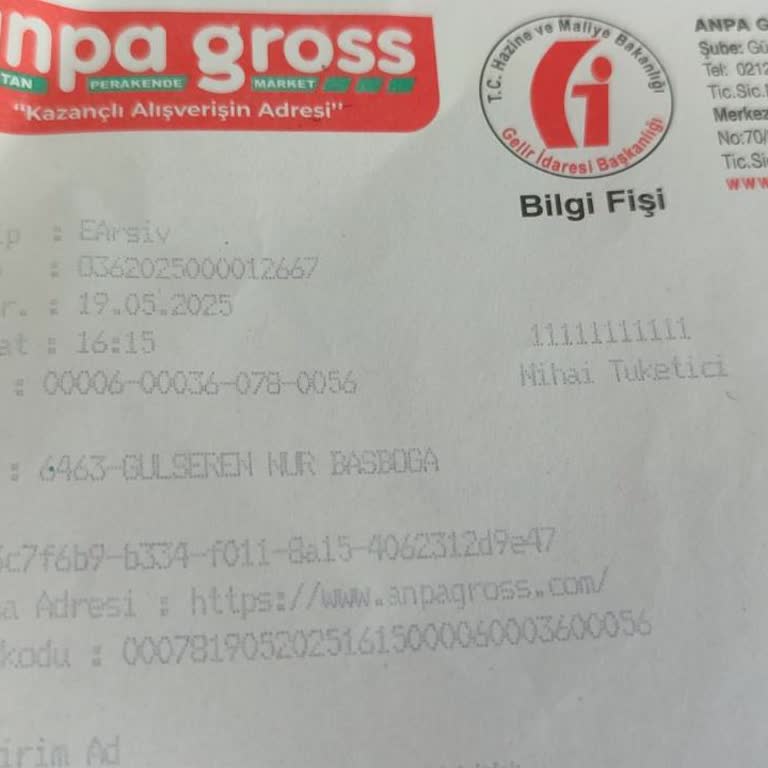 anpa gross
TAN PERAKENDE MARKET
"Kazançlı Alışverişin Adresi"
T.C. Hazine ve Maliye Bakanlığı
Gelir İdaresi Başkanlığı
Bilgi Fişi
ANPA G
Şube: Gü
Tel: 0212
Tic.Sic.
Merkez
No:70/
Tic.Si
www
ip : EArsiv
: 0362025000012667
r. : 19.05.2025
at : 16:15
: 00006-00036-078-0056
11111111111
Nihai Tuketici
: 6463-GULSEREN NUR BASBOGA
c7f6b9-b334-f011-8a15-4062312d9e47
a Adresi : https://www.anpagross.com/
kodu : 00078190520251615000060003600056
irim Ad